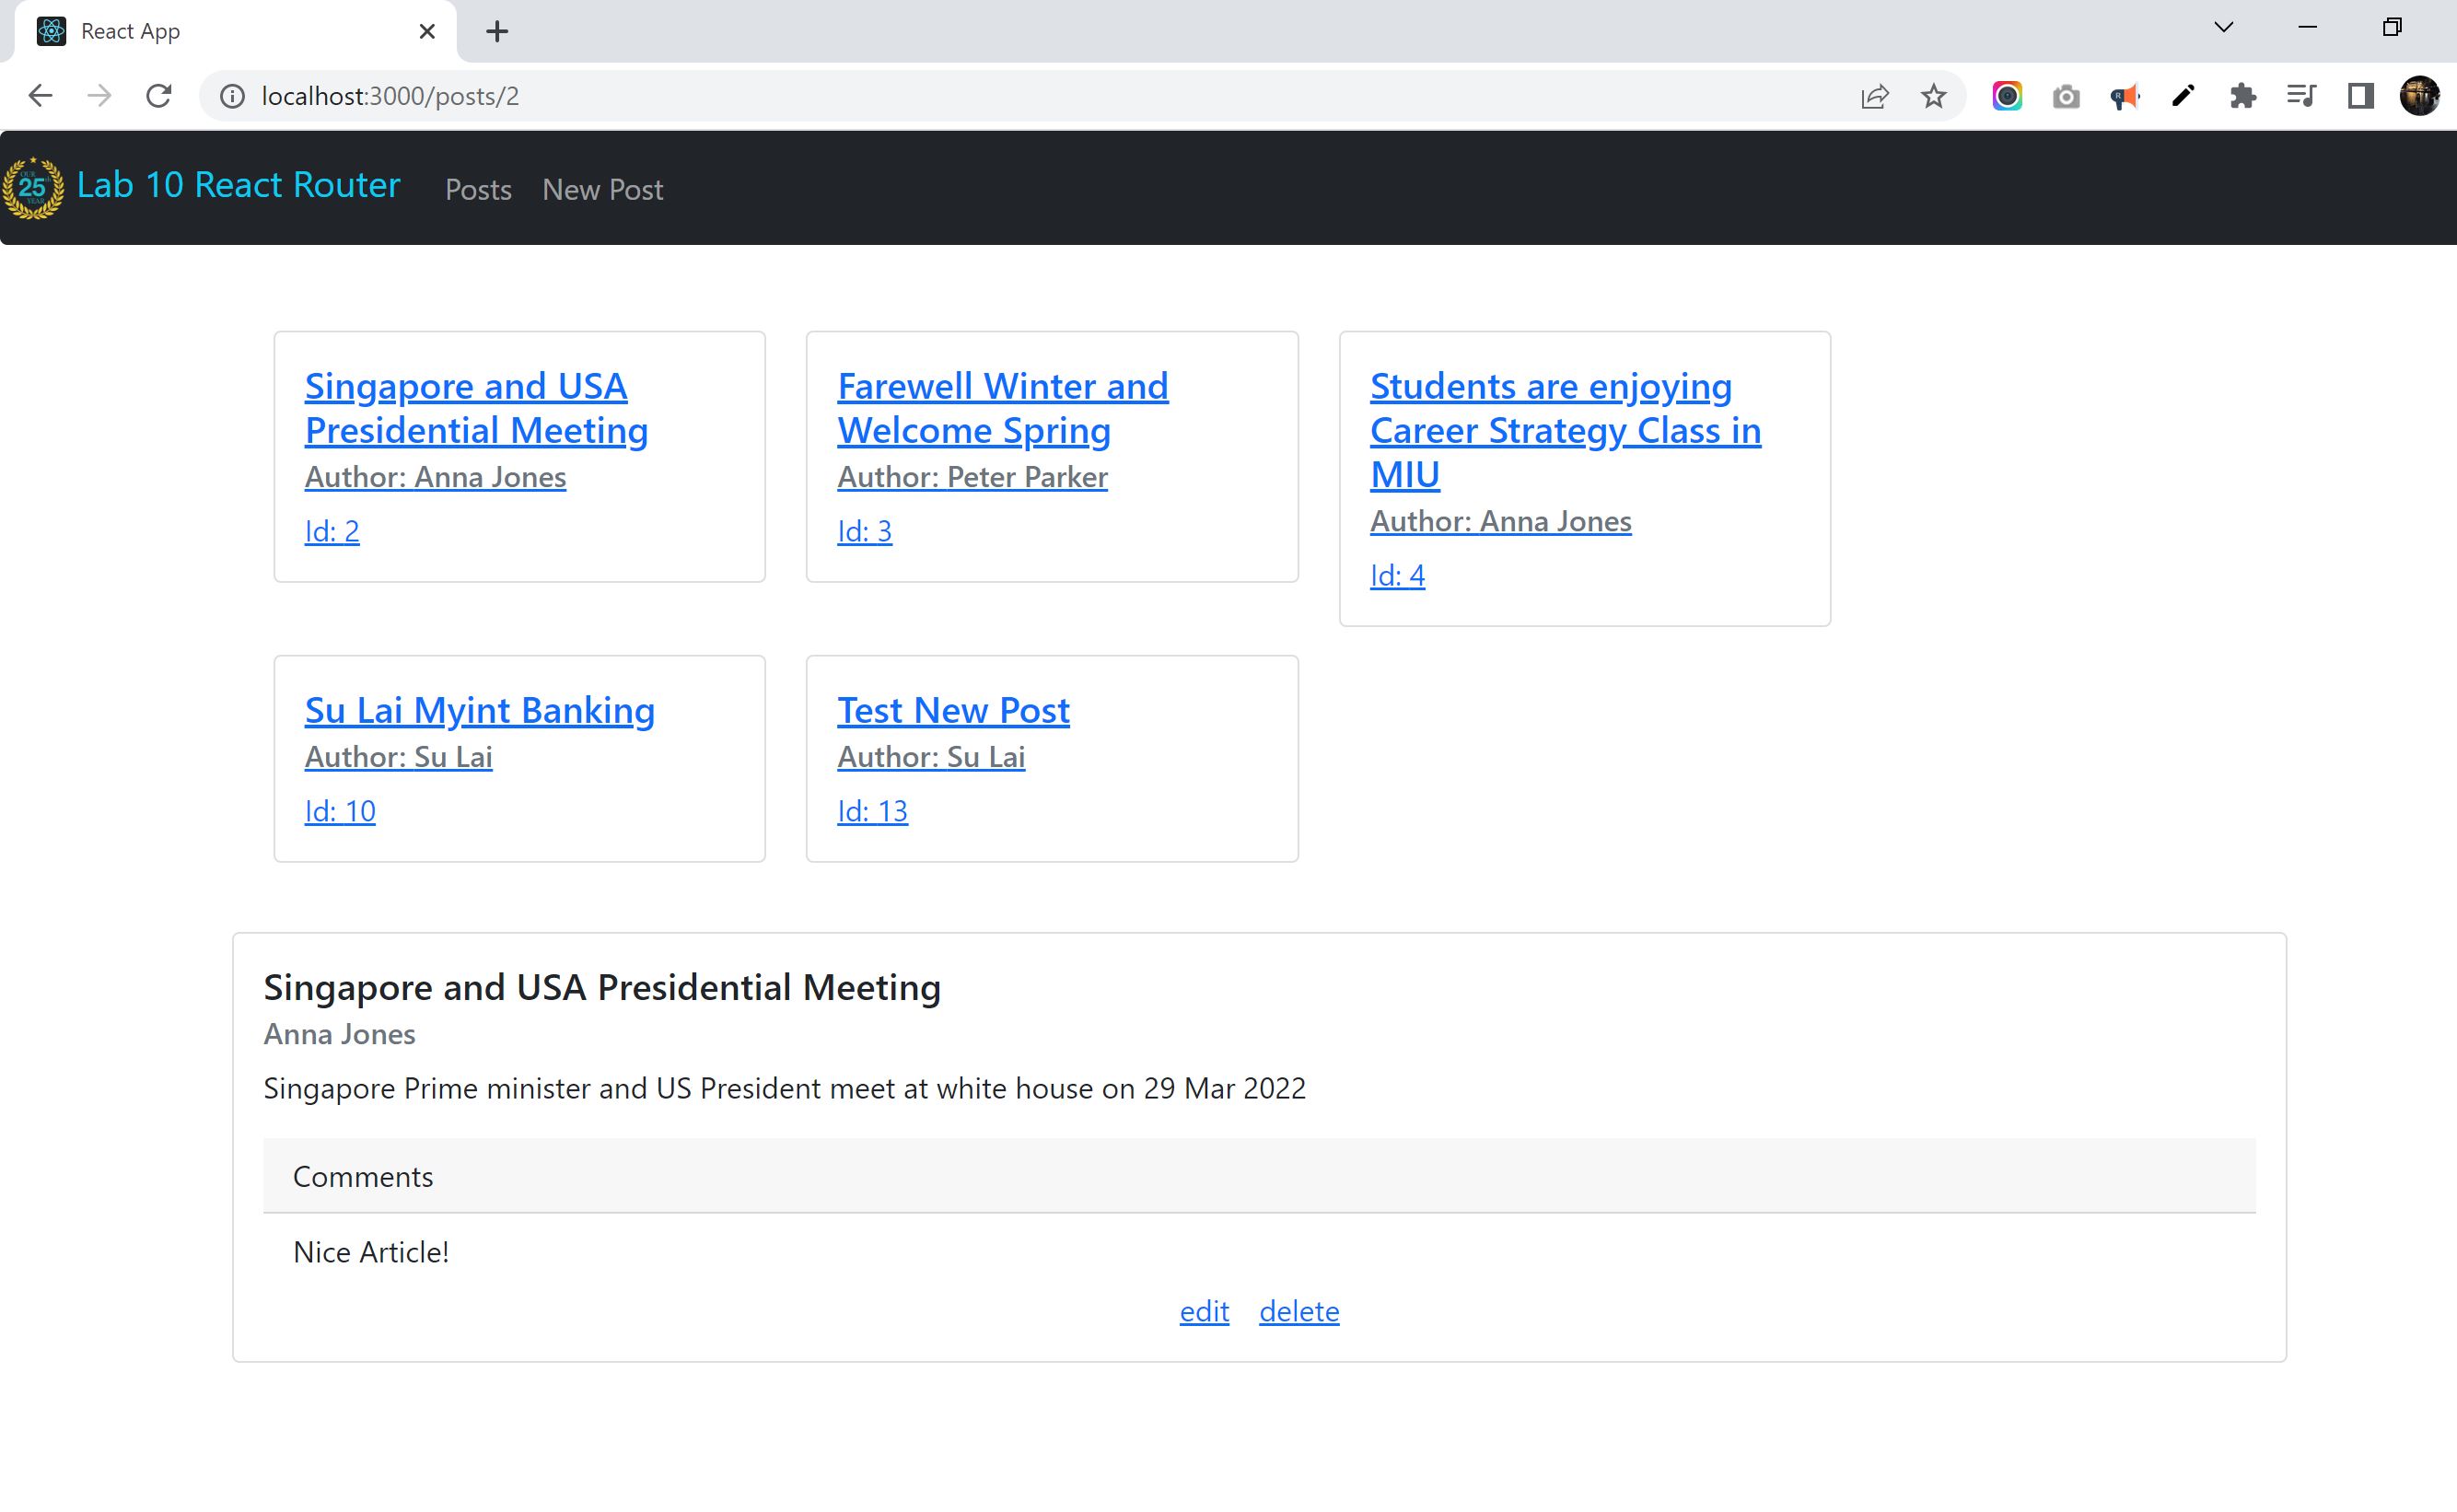 React App
localhost:3000/posts/2
OUR
25th
YEAR
Lab 10 React Router
Posts
New Post
Singapore and USA
Presidential Meeting
Author: Anna Jones
Id: 2
Farewell Winter and
Welcome Spring
Author: Peter Parker
Id: 3
Students are enjoying
Career Strategy Class in
MIU
Author: Anna Jones
Id: 4
Su Lai Myint Banking
Author: Su Lai
Id: 10
Test New Post
Author: Su Lai
Id: 13
Singapore and USA Presidential Meeting
Anna Jones
Singapore Prime minister and US President meet at white house on 29 Mar 2022
Comments
Nice Article!
edit delete